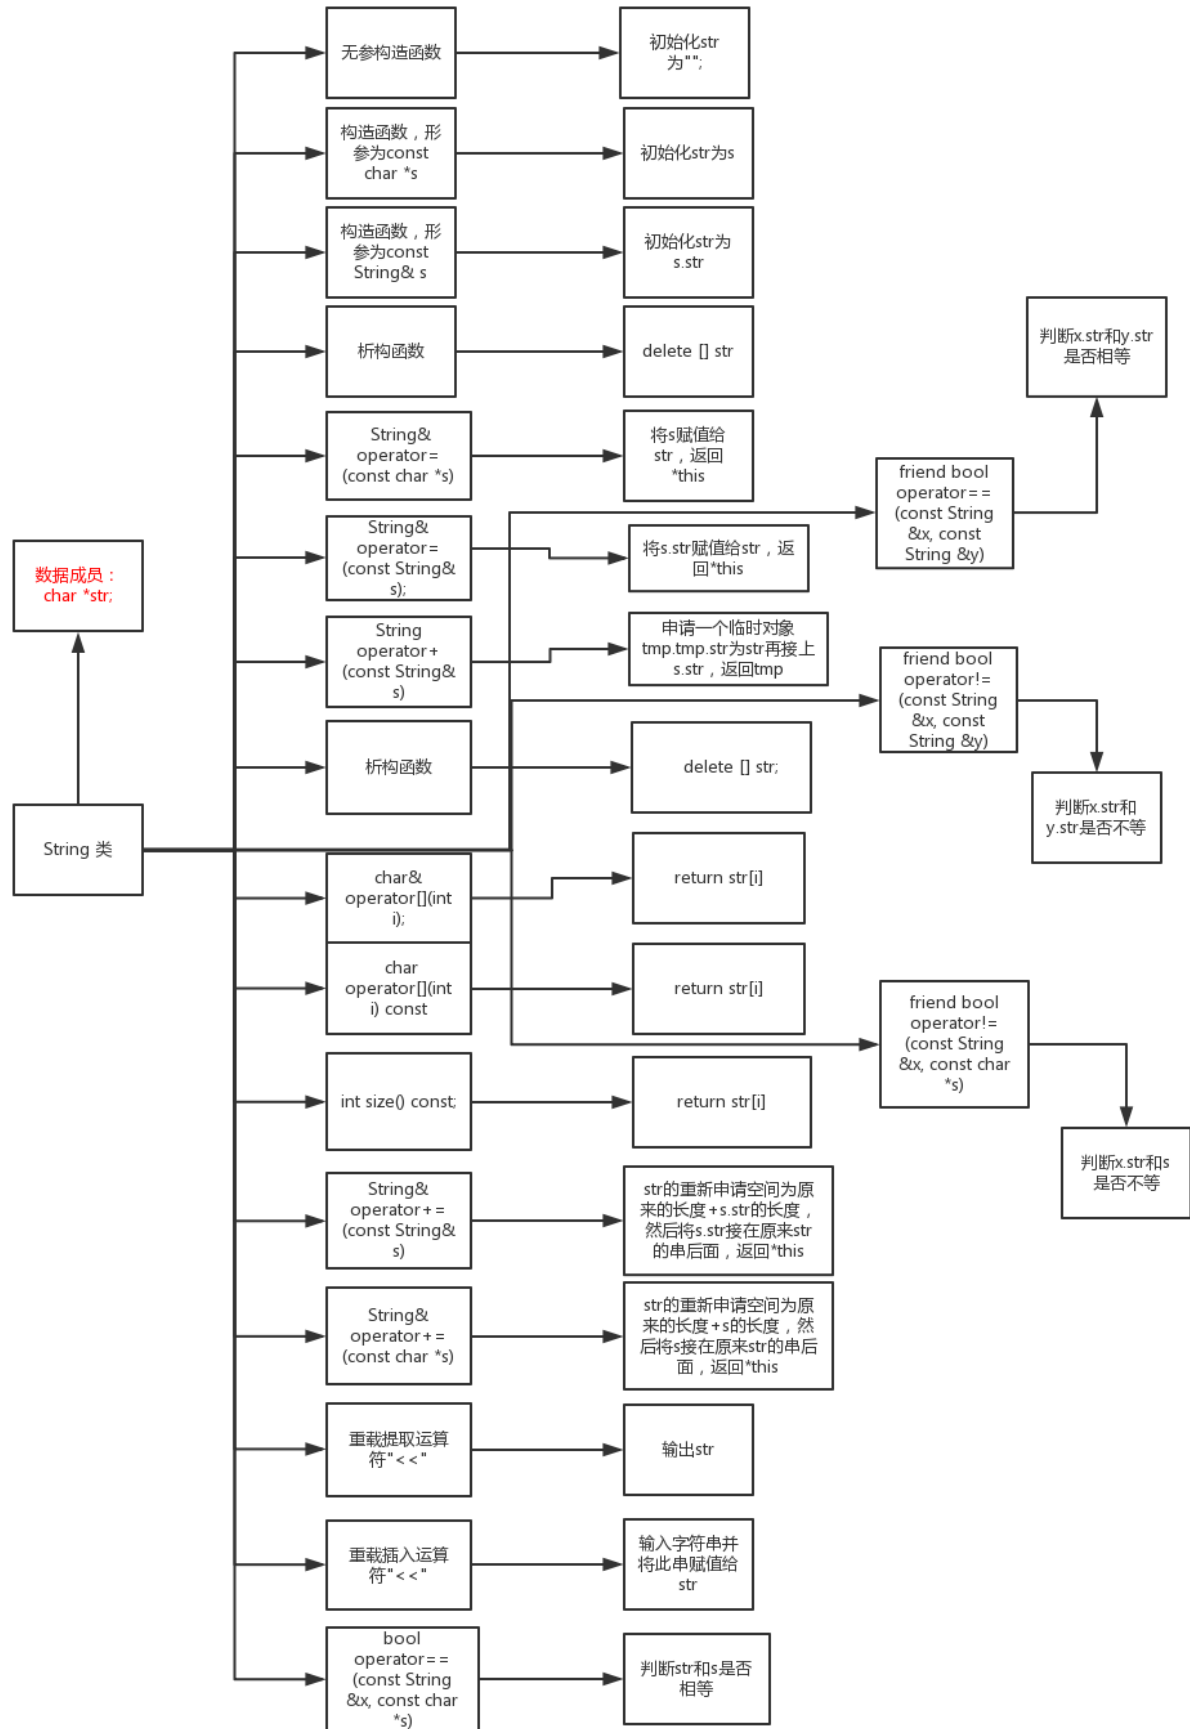 无参构造函数
初始化str
为"";
构造函数，形
参为const
char *s
初始化str为s
构造函数，形
参为const
String& s
初始化str为
s.str
析构函数
delete [] str
String&
operator=
(const char *s)
将s赋值给
str，返回
*this
String&
operator=
(const String&
s);
将s.str赋值给str，返
回*this
String
operator+
(const String&
s)
申请一个临时对象
tmp.tmp.str为str再接上
s.str，返回tmp
析构函数
delete [] str;
数据成员：
char *str;
String 类
char&
operator[](int
i);
return str[i]
char
operator[](int
i) const
return str[i]
int size() const;
return str[i]
String&
operator+=
(const String&
s)
str的重新申请空间为原
来的长度+s.str的长度，
然后将s.str接在原来str
的串后面，返回*this
String&
operator+=
(const char *s)
str的重新申请空间为原
来的长度+s的长度，然
后将s接在原来str的串后
面，返回*this
重载提取运算
符"<<"
输出str
重载插入运算
符"<<"
输入字符串并
将此串赋值给
str
bool
operator==
(const String
&x, const char
*s)
判断str和s是否
相等
判断x.str和y.str
是否相等
friend bool
operator==
(const String
&x, const
String &y)
friend bool
operator!=
(const String
&x, const
String &y)
判断x.str和
y.str是否不等
friend bool
operator!=
(const String
&x, const char
*s)
判断x.str和s
是否不等